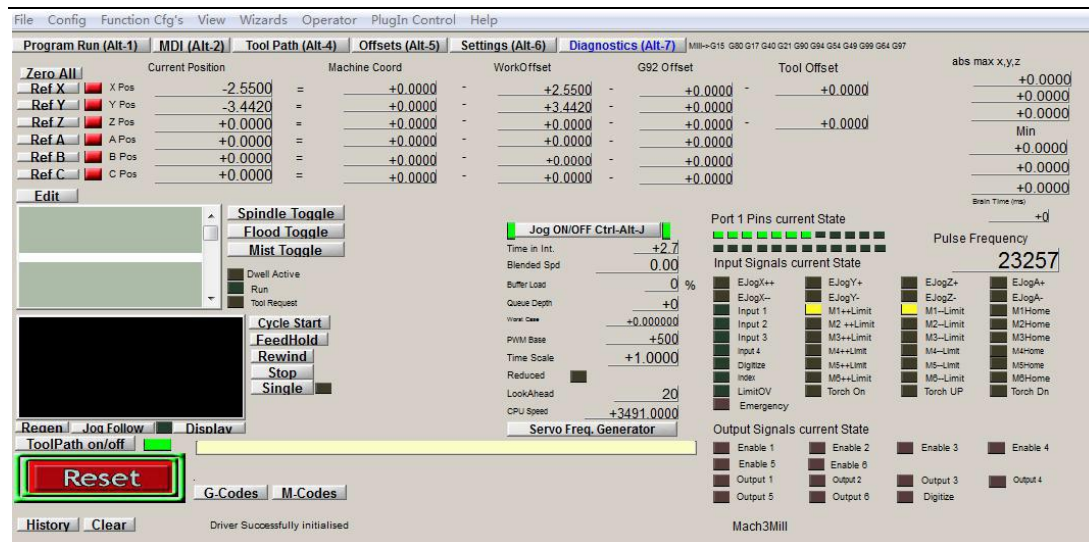 File Config Function Cfg's View Wizards Operator PlugIn Control Help
Program Run (Alt-1) MDI (Alt-2) Tool Path (Alt-4) Offsets (Alt-5) Settings (Alt-6) Diagnostics (Alt-7) Mill->G15 G80 G17 G40 G21 G90 G94 G54 G49 G99 G64 G97
Current Position Machine Coord WorkOffset G92 Offset Tool Offset abs max x,y,z
Zero All
Ref X X Pos -2.5500 = +0.0000 - +2.5500 - +0.0000 - +0.0000 +0.0000
Ref Y Y Pos -3.4420 = +0.0000 - +3.4420 - +0.0000 +0.0000
Ref Z Z Pos +0.0000 = +0.0000 - +0.0000 - +0.0000 - +0.0000 +0.0000
Min
Ref A A Pos +0.0000 = +0.0000 - +0.0000 - +0.0000 +0.0000
Ref B B Pos +0.0000 = +0.0000 - +0.0000 - +0.0000 +0.0000
Ref C C Pos +0.0000 = +0.0000 - +0.0000 - +0.0000 +0.0000
Edit
Brain Time (ms)
+0
Spindle Toggle
Flood Toggle
Mist Toggle
Dwell Active
Run
Tool Request
Cycle Start
FeedHold
Rewind
Stop
Single
Regen Jog Follow Display
ToolPath on/off
Reset
G-Codes M-Codes
History Clear Driver Successfully initialised
Jog ON/OFF Ctrl-Alt-J
Time in Int. +2.7
Blended Spd 0.00
Buffer Load 0 %
Queue Depth +0
Worst Case +0.000000
PWM Base +500
Time Scale +1.0000
Reduced
LookAhead 20
CPU Speed +3491.0000
Servo Freq. Generator
Port 1 Pins current State
Pulse Frequency
23257
Input Signals current State
EJogX++ EJogY+ EJogZ+ EJogA+
EJogX-- EJogY- EJogZ- EJogA-
Input 1 M1++Limit M1--Limit M1Home
Input 2 M2 ++Limit M2--Limit M2Home
Input 3 M3++Limit M3--Limit M3Home
Input 4 M4++Limit M4--Limit M4Home
Digitize M5++Limit M5--Limit M5Home
Index M6++Limit M6--Limit M6Home
LimitOV Torch On Torch UP Torch Dn
Emergency
Output Signals current State
Enable 1 Enable 2 Enable 3 Enable 4
Enable 5 Enable 6
Output 1 Output 2 Output 3 Output 4
Output 5 Output 6 Digitize
Mach3Mill